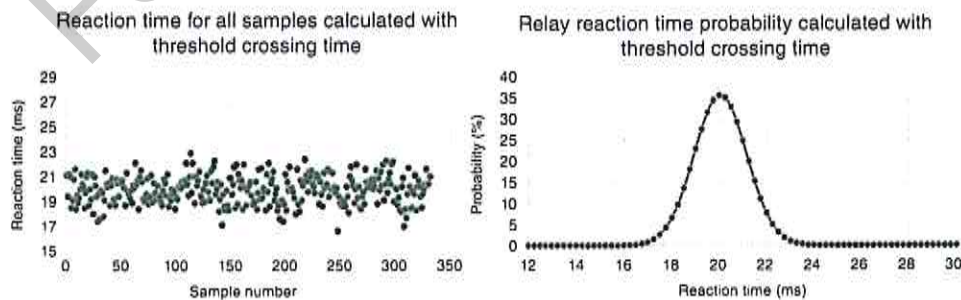 Reaction time for all samples calculated with
threshold crossing time
29
27
25
23
21
19
17
15
Reaction time (ms)
0 50 100 150 200 250 300 350
Sample number
Relay reaction time probability calculated with
threshold crossing time
40
35
30
25
20
15
10
5
0
Probability (%)
12 14 16 18 20 22 24 26 28 30
Reaction time (ms)